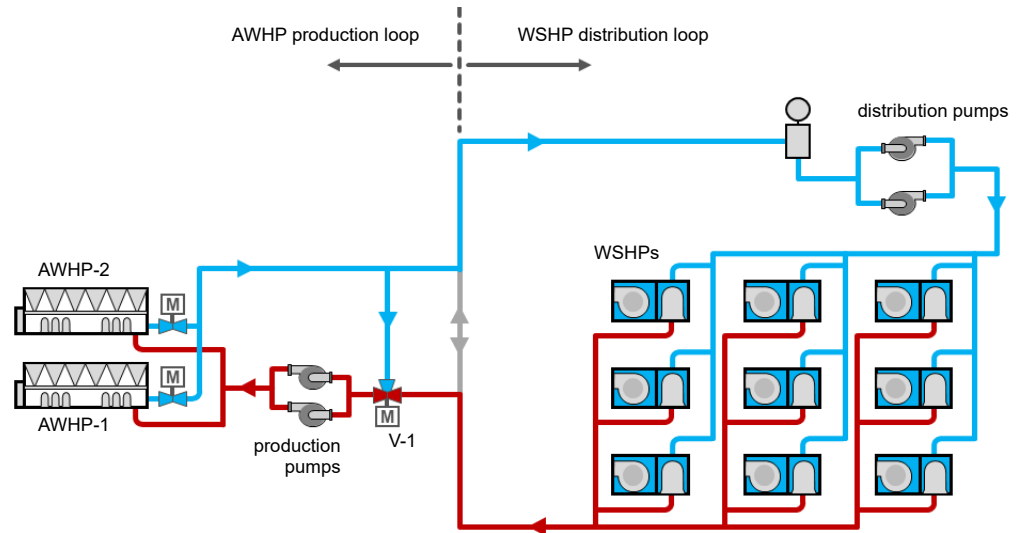 AWHP production loop
WSHP distribution loop
distribution pumps
WSHPs
AWHP-2
M
M
AWHP-1
M
V-1
production
pumps